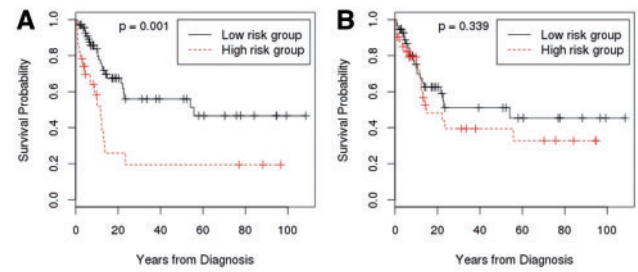 A
p = 0.001
Low risk group
High risk group
Survival Probability
1.0
0.8
0.6
0.4
0.2
0.0
0 20 40 60 80 100
Years from Diagnosis
B
p = 0.339
Low risk group
High risk group
Survival Probability
1.0
0.8
0.6
0.4
0.2
0.0
0 20 40 60 80 100
Years from Diagnosis